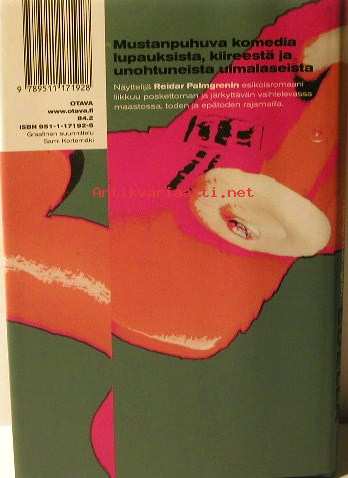 9 789511 171928
OTAVA
www.otava.fi
84.2
ISBN 951-1-17192-6
Graafinen suunnittelu
Sami Kortemäki
Mustanpuhuva komedia
lupauksista, kiireestä ja
unohtuneista uimalaseista
Näyttelijä Reidar Palmgrenin esikoisromaani
liikkuu poskettoman ja järkyttävän vaihtelevassa
maastossa, toden ja epätoden rajamailla.
Antikvariaatti.net